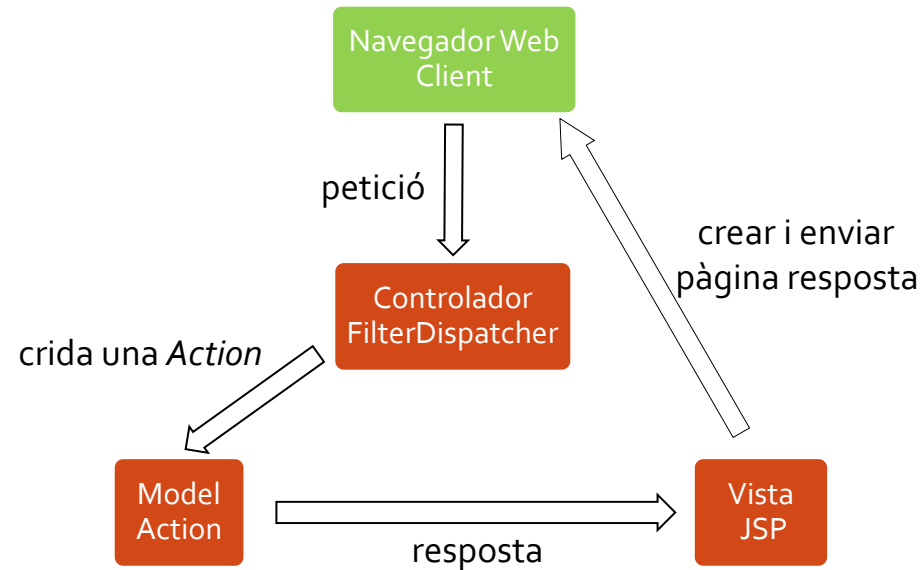 Navegador Web
Client
petició
crear i enviar
pàgina resposta
Controlador
FilterDispatcher
crida una Action
Model
Action
Vista
JSP
resposta